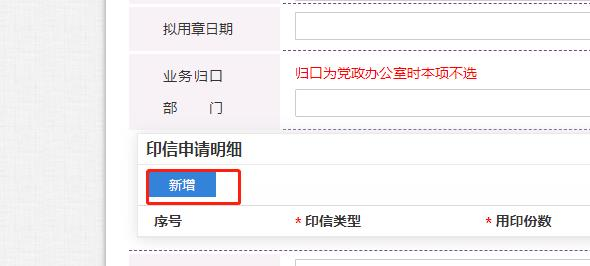 拟用章日期
业务归口 归口为党政办公室时本项不选
部 门
印信申请明细
新增
序号 * 印信类型 * 用印份数